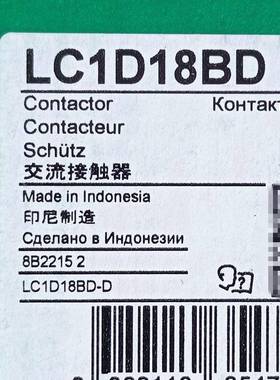 LC1D18BD
Contactor Контакт
Contacteur
Schütz
交流接触器
Made in Indonesia
印尼制造
Сделано в Индонезии
8B2215 2
LC1D18BD-D